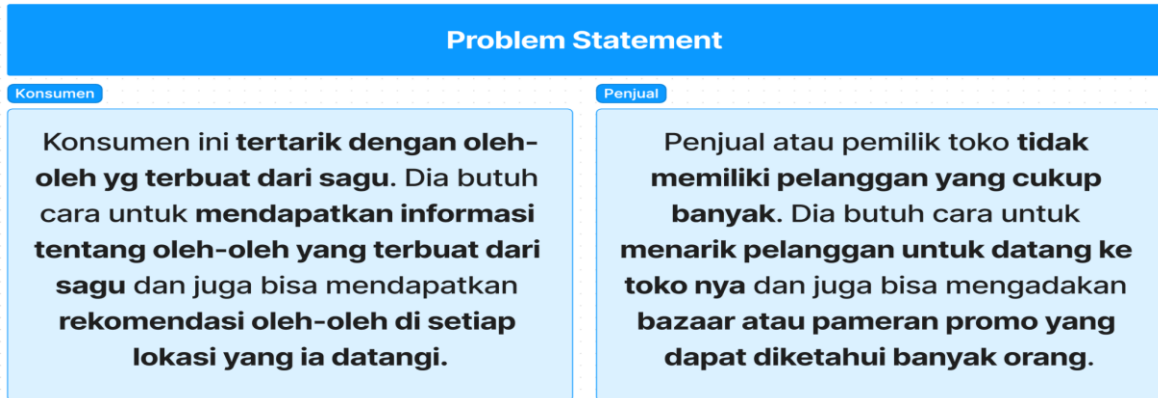 Problem Statement
Konsumen
Konsumen ini tertarik dengan oleh-
oleh yg terbuat dari sagu. Dia butuh
cara untuk mendapatkan informasi
tentang oleh-oleh yang terbuat dari
sagu dan juga bisa mendapatkan
rekomendasi oleh-oleh di setiap
lokasi yang ia datangi.
Penjual
Penjual atau pemilik toko tidak
memiliki pelanggan yang cukup
banyak. Dia butuh cara untuk
menarik pelanggan untuk datang ke
toko nya dan juga bisa mengadakan
bazaar atau pameran promo yang
dapat diketahui banyak orang.